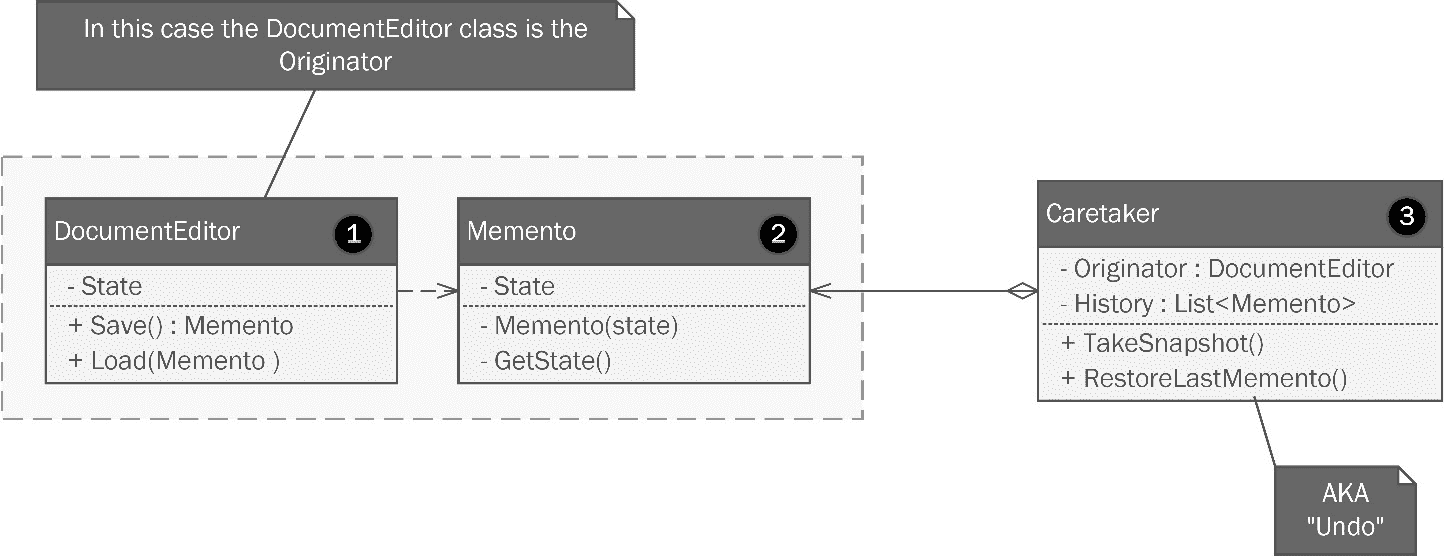 In this case the DocumentEditor class is the
Originator
DocumentEditor
1
- State
+ Save() : Memento
+ Load(Memento )
Memento
2
- State
- Memento(state)
- GetState()
Caretaker
3
- Originator : DocumentEditor
- History : List<Memento>
+ TakeSnapshot()
+ RestoreLastMemento()
AKA
"Undo"